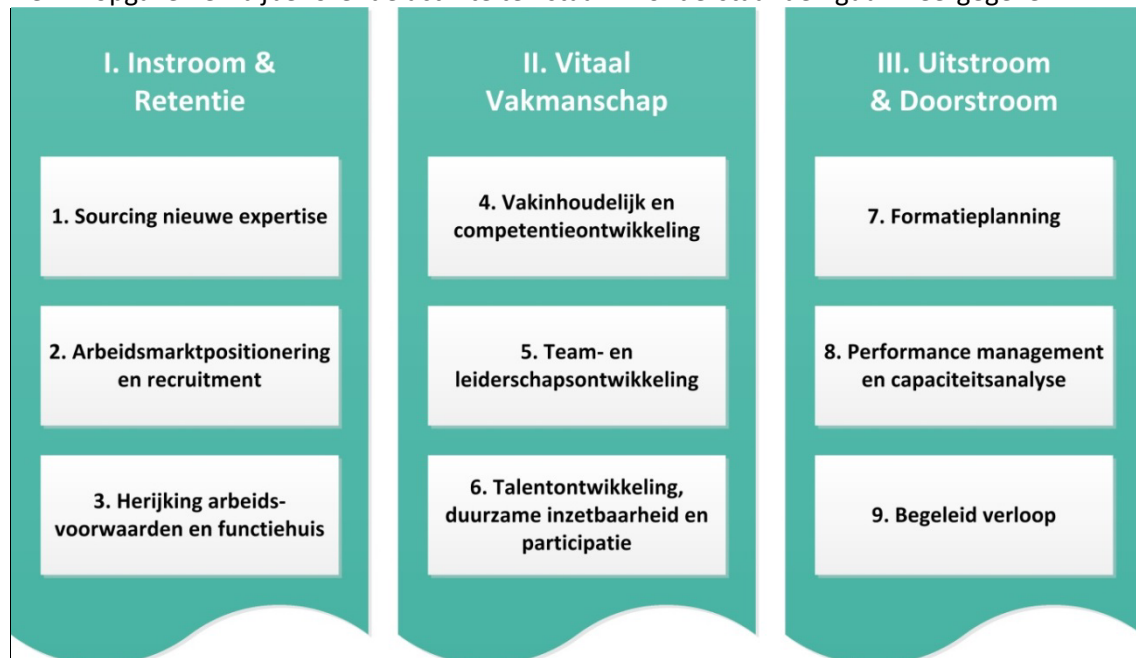 I. Instroom &
Retentie
1. Sourcing nieuwe expertise
2. Arbeidsmarktpositionering
en recruitment
3. Herijking arbeids-
voorwaarden en functiehuis
II. Vitaal
Vakmanschap
4. Vakinhoudelijk en
competentieontwikkeling
5. Team- en
leiderschapsontwikkeling
6. Talentontwikkeling,
duurzame inzetbaarheid en
participatie
III. Uitstroom
& Doorstroom
7. Formatieplanning
8. Performance management
en capaciteitsanalyse
9. Begeleid verloop